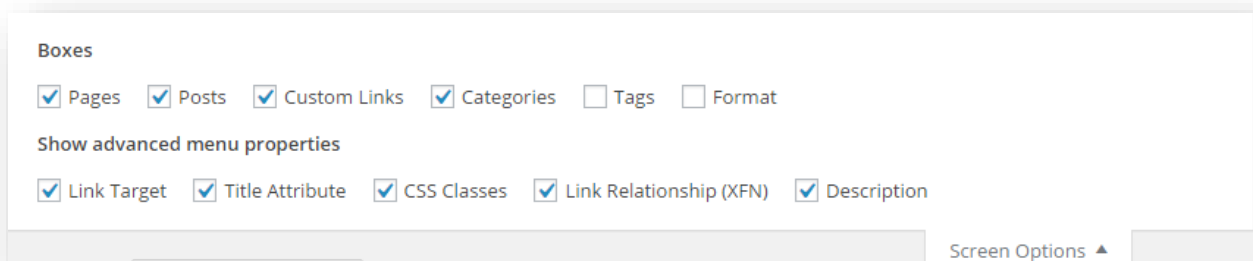 Boxes
Pages Posts Custom Links Categories Tags Format
Show advanced menu properties
Link Target Title Attribute CSS Classes Link Relationship (XFN) Description
Screen Options